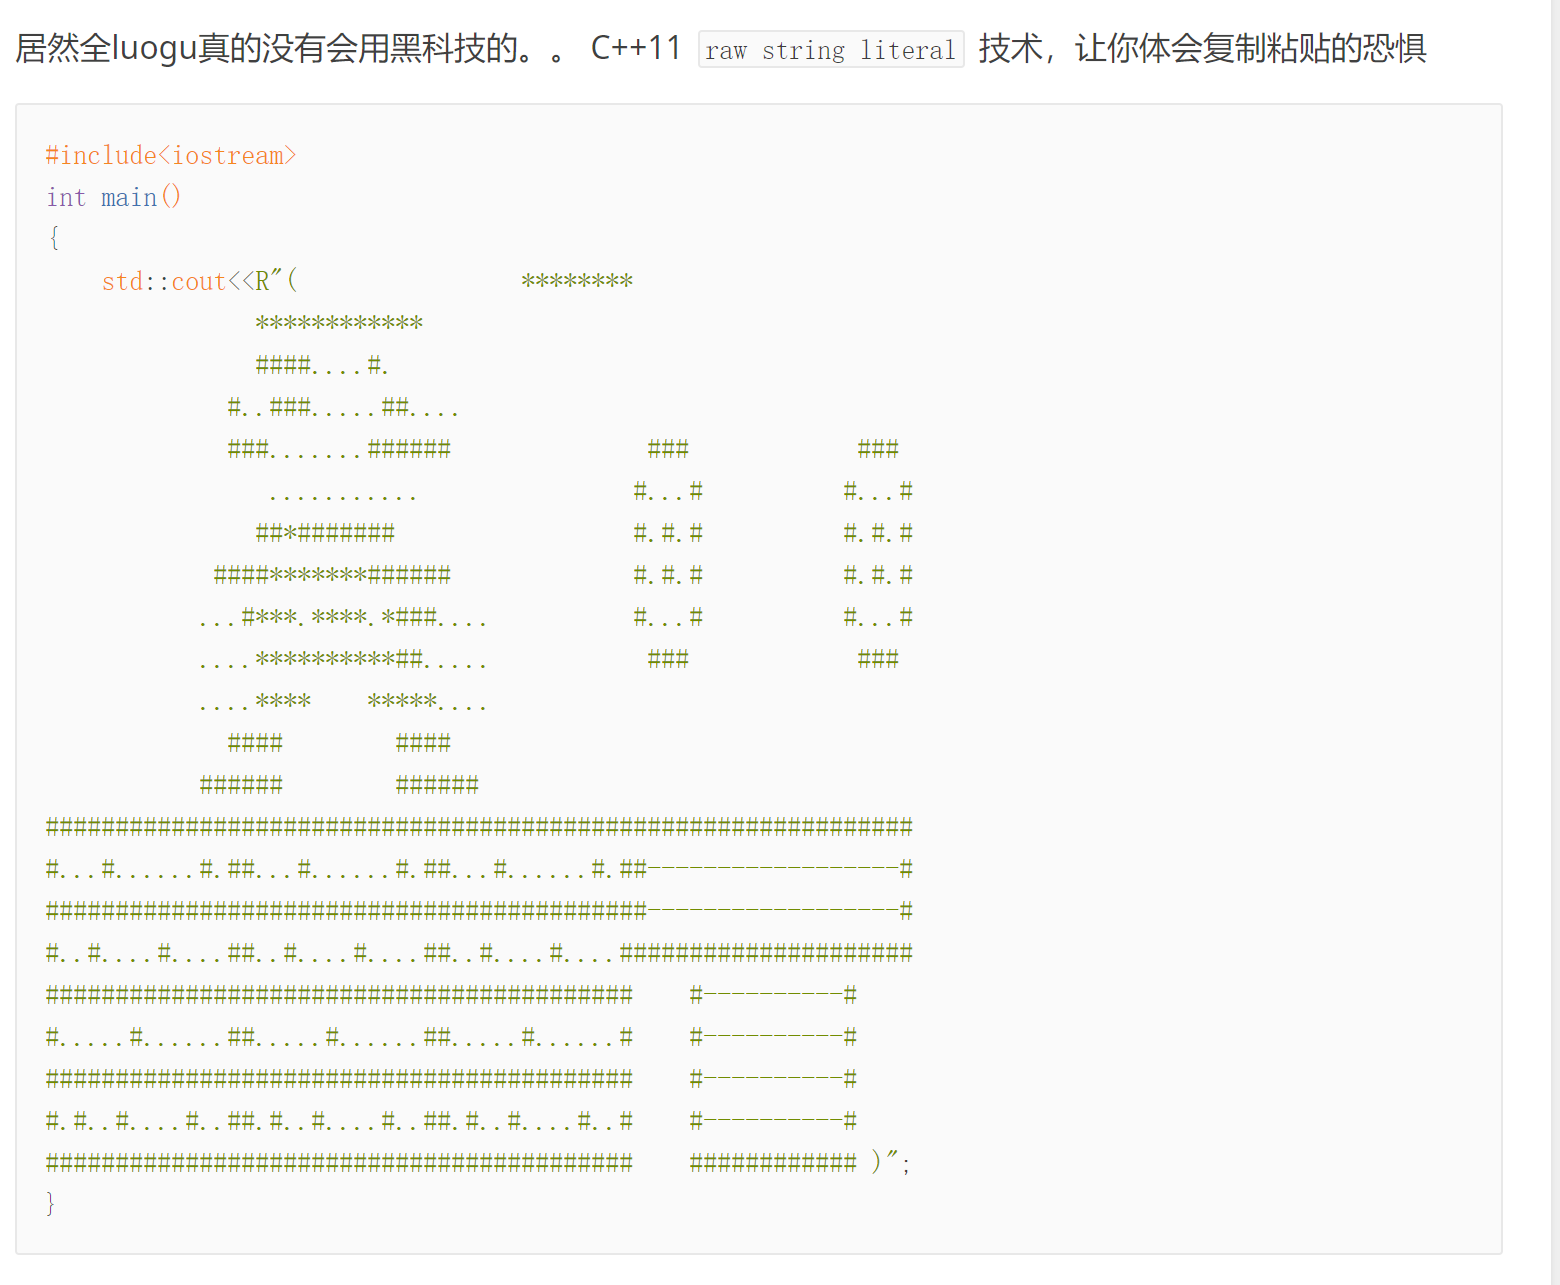 居然全luogu真的没有会用黑科技的。。 C++11 raw string literal 技术，让你体会复制粘贴的恐惧
#include<iostream>
int main()
{
    std::cout<<R"(                ********
               ************
               ####....#.
             #..###.....##....
             ###.......######              ###            ###
                ...........               #...#          #...#
               ##*#######                 #.#.#          #.#.#
            ####*******######             #.#.#          #.#.#
           ...#***.****.*###....          #...#          #...#
           ....**********##.....           ###            ###
           ....****    *****....
             ####        ####
           ######        ######
##############################################################
#...#......#.##...#......#.##...#......#.##------------------#
###########################################------------------#
#..#....#....##..#....#....##..#....#....#####################
##########################################    #----------#
#.....#......##.....#......##.....#......#    #----------#
##########################################    #----------#
#.#..#....#..##.#..#....#..##.#..#....#..#    #----------#
##########################################    ############ )";
}